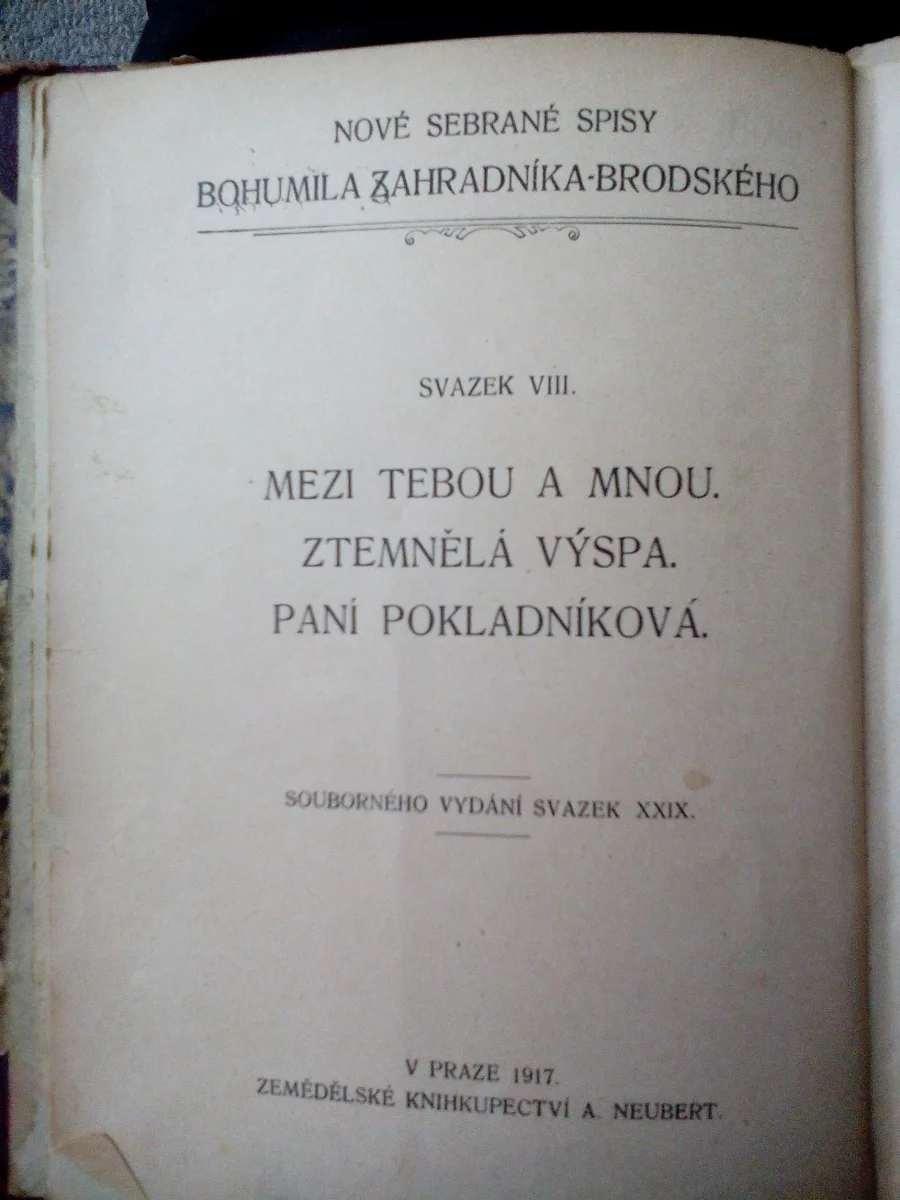 NOVÉ SEBRANÉ SPISY
BOHUMILA ZAHRADNÍKA-BRODSKÉHO
SVAZEK VIII.
MEZI TEBOU A MNOU.
ZTEMNĚLÁ VÝSPA.
PANÍ POKLADNÍKOVÁ.
SOUBORNÉHO VYDÁNÍ SVAZEK XXIX.
V PRAZE 1917.
ZEMĚDĚLSKÉ KNIHKUPECTVÍ A. NEUBERT.